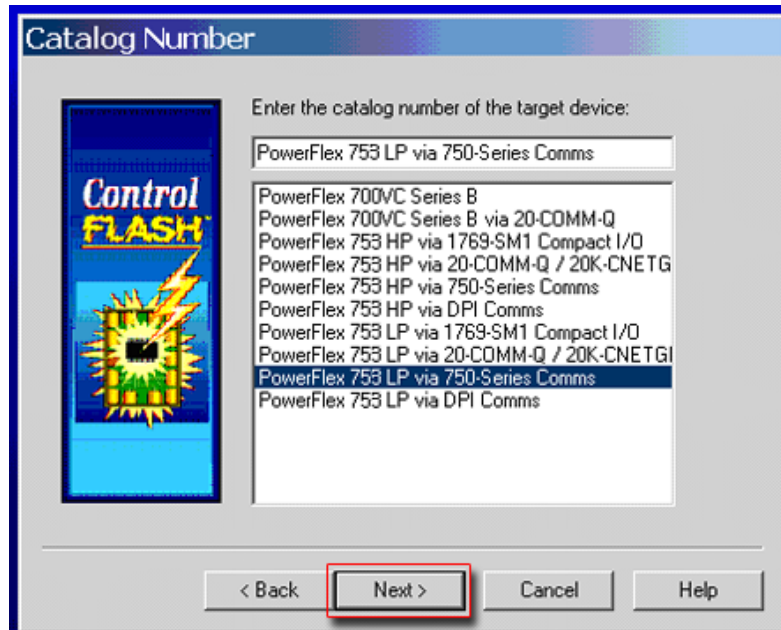 Catalog Number
Enter the catalog number of the target device:
PowerFlex 753 LP via 750-Series Comms
Control
FLASH
PowerFlex 700VC Series B
PowerFlex 700VC Series B via 20-COMM-Q
PowerFlex 753 HP via 1769-SM1 Compact I/O
PowerFlex 753 HP via 20-COMM-Q / 20K-CNETG
PowerFlex 753 HP via 750-Series Comms
PowerFlex 753 HP via DPI Comms
PowerFlex 753 LP via 1769-SM1 Compact I/O
PowerFlex 753 LP via 20-COMM-Q / 20K-CNETGI
PowerFlex 753 LP via 750-Series Comms
PowerFlex 753 LP via DPI Comms
< Back
Next >
Cancel
Help